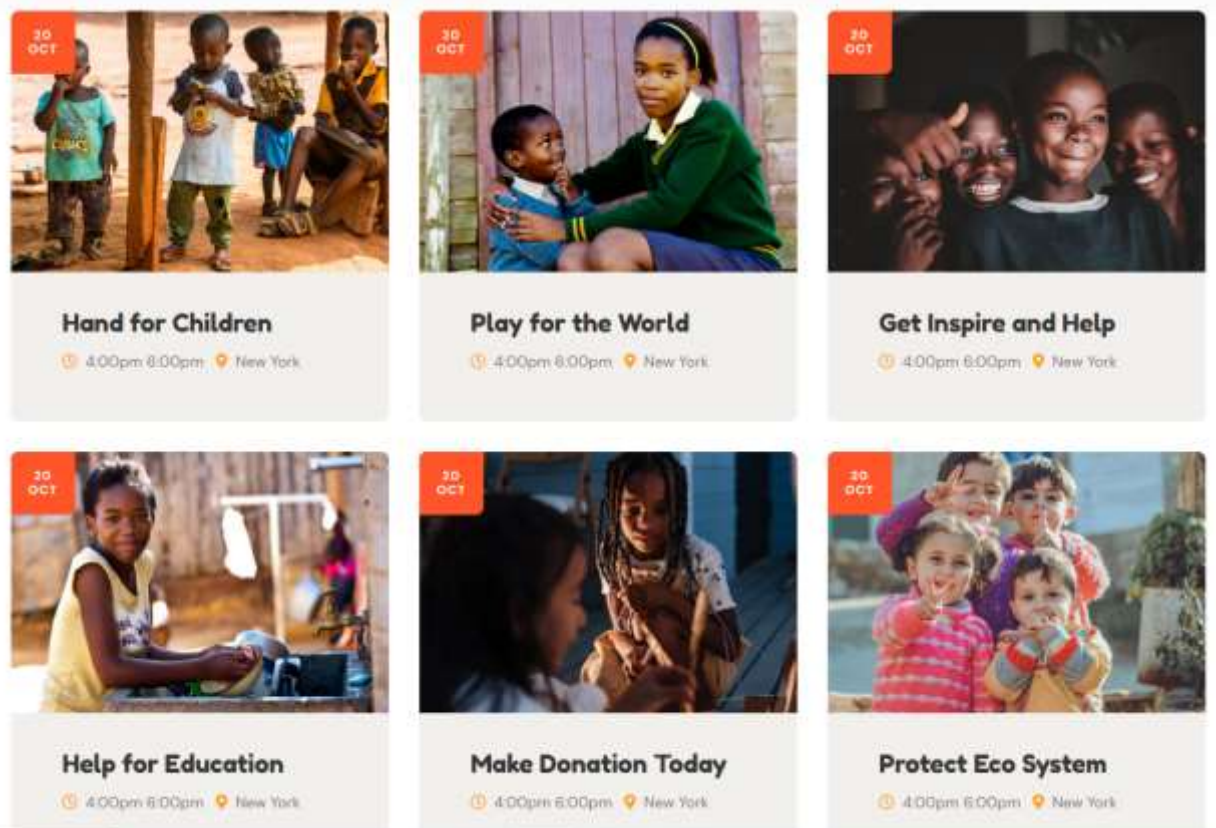 20
OCT
20
OCT
20
OCT
Hand for Children
4:00pm 6:00pm New York
Play for the World
4:00pm 6:00pm New York
Get Inspire and Help
4:00pm 6:00pm New York
20
OCT
20
OCT
20
OCT
Help for Education
4:00pm 6:00pm New York
Make Donation Today
4:00pm 6:00pm New York
Protect Eco System
4:00pm 6:00pm New York